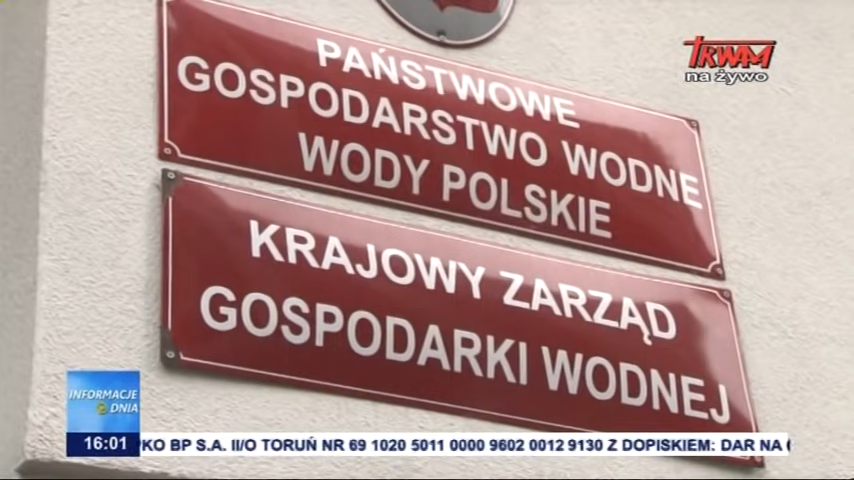 TRWAM
na żywo
PAŃSTWOWE
GOSPODARSTWO WODNE
WODY POLSKIE
KRAJOWY ZARZĄD
GOSPODARKI WODNEJ
INFORMACJE
DNIA
16:01 PKO BP S.A. II/O TORUŃ NR 69 1020 5011 0000 9602 0012 9130 Z DOPISKIEM: DAR NA